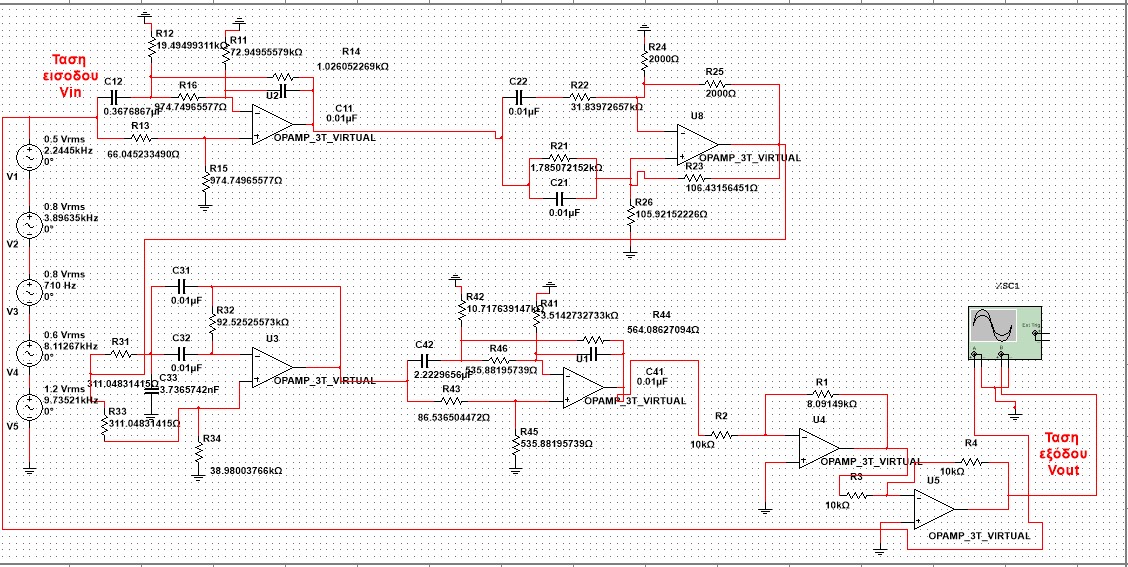 R12
19.49499311kΩ
R11
72.94955579kΩ
R14
1.026052269kΩ
Ταση
εισοδου
Vin
C12
0.3676867µF
R16
974.74965577Ω
U2
C11
0.01µF
OPAMP_3T_VIRTUAL
R13
66.045233490Ω
R15
974.74965577Ω
0.5 Vrms
2.2445kHz
0°
V1
0.8 Vrms
3.89635kHz
0°
V2
0.8 Vrms
710 Hz
0°
V3
0.6 Vrms
8.11267kHz
0°
V4
1.2 Vrms
9.73521kHz
0°
V5
R24
2000Ω
R25
2000Ω
C22
0.01µF
R22
31.83972657kΩ
U8
OPAMP_3T_VIRTUAL
R21
1.785072152kΩ
C21
0.01µF
R23
106.43156451Ω
R26
105.92152226Ω
C31
0.01µF
R32
92.52525573kΩ
R31
311.04831415Ω
C32
0.01µF
C33
3.7365742nF
U3
OPAMP_3T_VIRTUAL
R33
311.04831415Ω
R34
38.98003766kΩ
R42
10.717639147kΩ
R41
3.5142732733kΩ
R44
564.08627094Ω
C42
2.2229656µF
R46
535.88195739Ω
U1
C41
0.01µF
OPAMP_3T_VIRTUAL
R43
86.536504472Ω
R45
535.88195739Ω
R1
8.09149kΩ
R2
10kΩ
U4
OPAMP_3T_VIRTUAL
R3
10kΩ
R4
10kΩ
U5
OPAMP_3T_VIRTUAL
XSC1
Ext Trig
A
B
Ταση
εξόδου
Vout